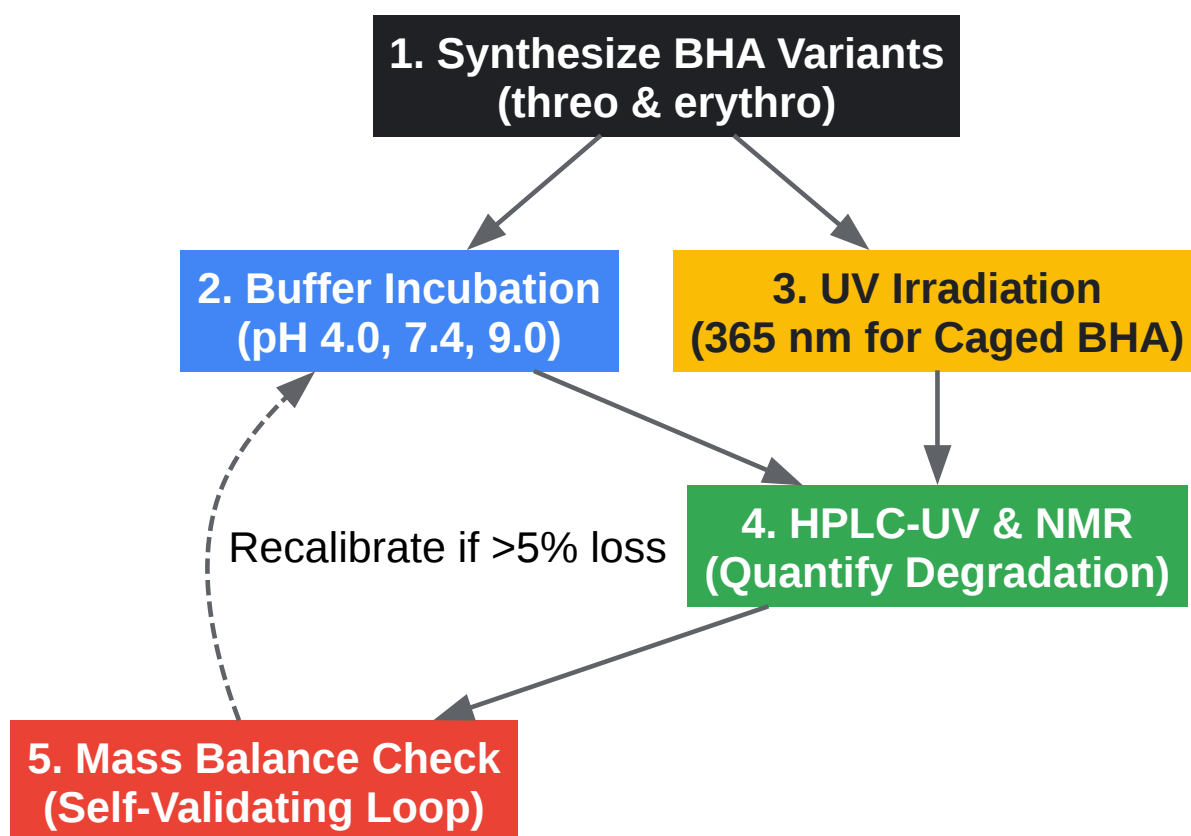 1. Synthesize BHA Variants
(threo & erythro)
2. Buffer Incubation
(pH 4.0, 7.4, 9.0)
3. UV Irradiation
(365 nm for Caged BHA)
4. HPLC-UV & NMR
(Quantify Degradation)
Recalibrate if >5% loss
5. Mass Balance Check
(Self-Validating Loop)